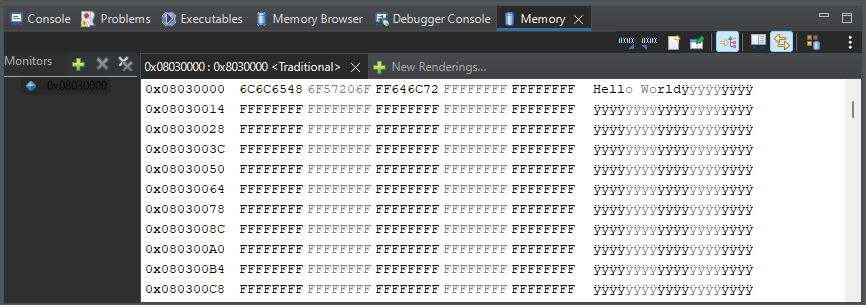 Console Problems Executables Memory Browser Debugger Console Memory
Monitors
0x08030000
0x08030000 : 0x8030000 <Traditional> New Renderings...
0x08030000 6C6C6548 6F57206F FF646C72 FFFFFFFF FFFFFFFF Hello Worldÿÿÿÿÿÿÿÿÿ
0x08030014 FFFFFFFF FFFFFFFF FFFFFFFF FFFFFFFF FFFFFFFF ÿÿÿÿÿÿÿÿÿÿÿÿÿÿÿÿÿÿÿÿ
0x08030028 FFFFFFFF FFFFFFFF FFFFFFFF FFFFFFFF FFFFFFFF ÿÿÿÿÿÿÿÿÿÿÿÿÿÿÿÿÿÿÿÿ
0x0803003C FFFFFFFF FFFFFFFF FFFFFFFF FFFFFFFF FFFFFFFF ÿÿÿÿÿÿÿÿÿÿÿÿÿÿÿÿÿÿÿÿ
0x08030050 FFFFFFFF FFFFFFFF FFFFFFFF FFFFFFFF FFFFFFFF ÿÿÿÿÿÿÿÿÿÿÿÿÿÿÿÿÿÿÿÿ
0x08030064 FFFFFFFF FFFFFFFF FFFFFFFF FFFFFFFF FFFFFFFF ÿÿÿÿÿÿÿÿÿÿÿÿÿÿÿÿÿÿÿÿ
0x08030078 FFFFFFFF FFFFFFFF FFFFFFFF FFFFFFFF FFFFFFFF ÿÿÿÿÿÿÿÿÿÿÿÿÿÿÿÿÿÿÿÿ
0x0803008C FFFFFFFF FFFFFFFF FFFFFFFF FFFFFFFF FFFFFFFF ÿÿÿÿÿÿÿÿÿÿÿÿÿÿÿÿÿÿÿÿ
0x080300A0 FFFFFFFF FFFFFFFF FFFFFFFF FFFFFFFF FFFFFFFF ÿÿÿÿÿÿÿÿÿÿÿÿÿÿÿÿÿÿÿÿ
0x080300B4 FFFFFFFF FFFFFFFF FFFFFFFF FFFFFFFF FFFFFFFF ÿÿÿÿÿÿÿÿÿÿÿÿÿÿÿÿÿÿÿÿ
0x080300C8 FFFFFFFF FFFFFFFF FFFFFFFF FFFFFFFF FFFFFFFF ÿÿÿÿÿÿÿÿÿÿÿÿÿÿÿÿÿÿÿÿ